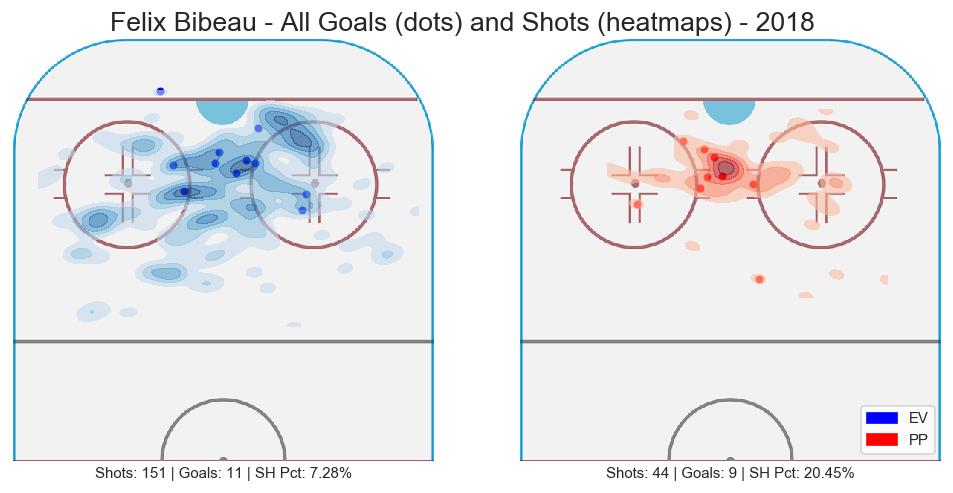 Felix Bibeau - All Goals (dots) and Shots (heatmaps) - 2018
EV
PP
Shots: 151 | Goals: 11 | SH Pct: 7.28%
Shots: 44 | Goals: 9 | SH Pct: 20.45%